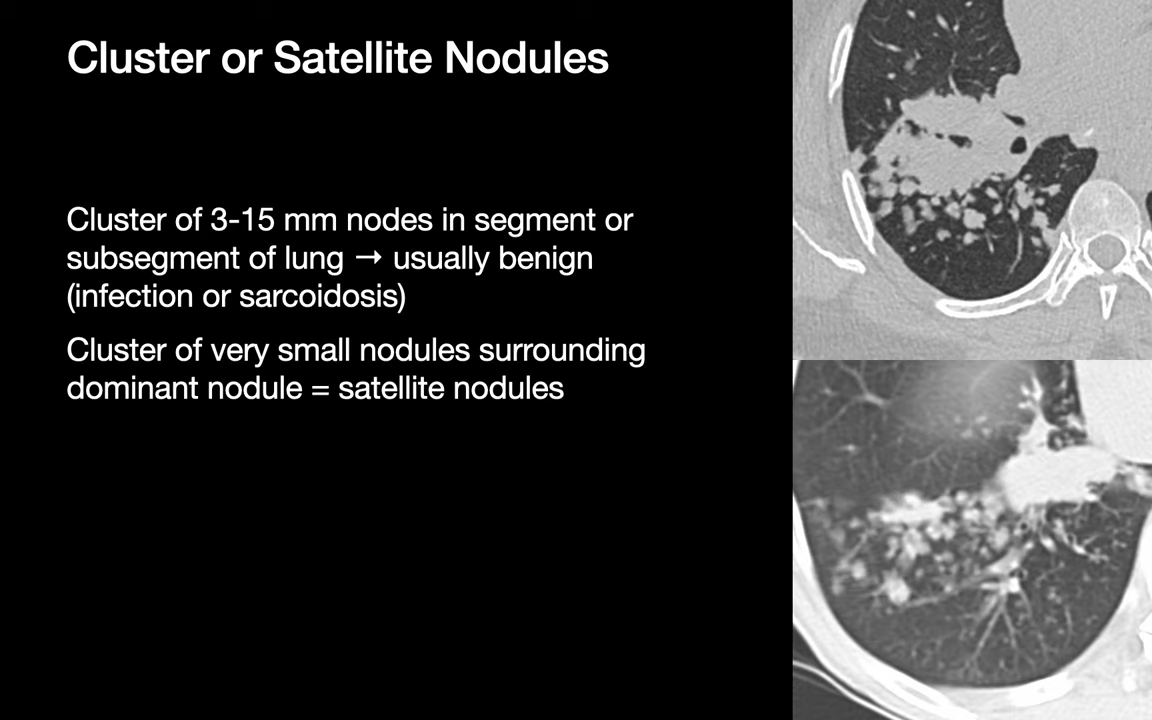 Cluster or Satellite Nodules
Cluster of 3-15 mm nodes in segment or
subsegment of lung → usually benign
(infection or sarcoidosis)
Cluster of very small nodules surrounding
dominant nodule = satellite nodules